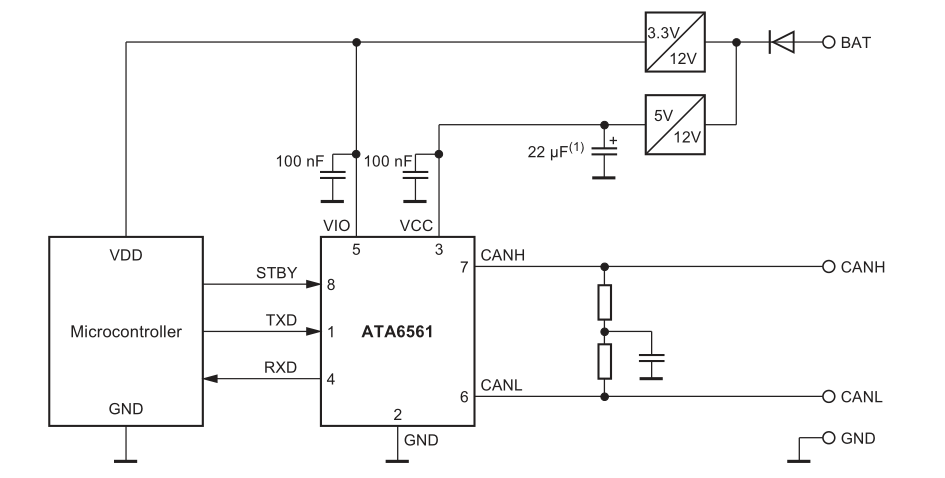 3.3V
12V
BAT
5V
12V
22 µF(1)
+
100 nF
100 nF
VIO
VCC
5
3
VDD
Microcontroller
GND
STBY
8
TXD
1
RXD
4
ATA6561
7
CANH
CANH
6
CANL
CANL
2
GND
GND